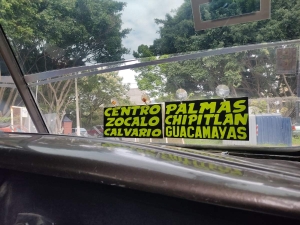 CENTRO
ZOCALO
CALVARIO
PALMAS
CHIPITLAN
GUACAMAYAS